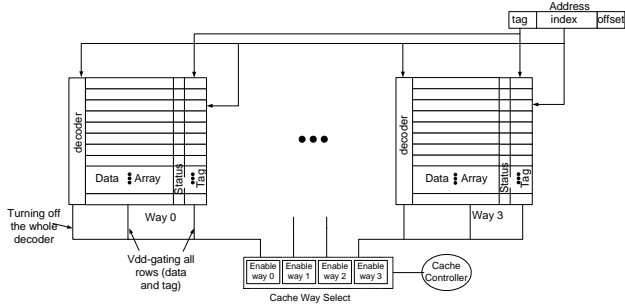 Address
tag index offset
decoder
Data Array
Status
Tag
Way 0
decoder
Data Array
Status
Tag
Way 3
Turning off
the whole
decoder
Vdd-gating all
rows (data
and tag)
Enable
way 0
Enable
way 1
Enable
way 2
Enable
way 3
Cache Way Select
Cache
Controller